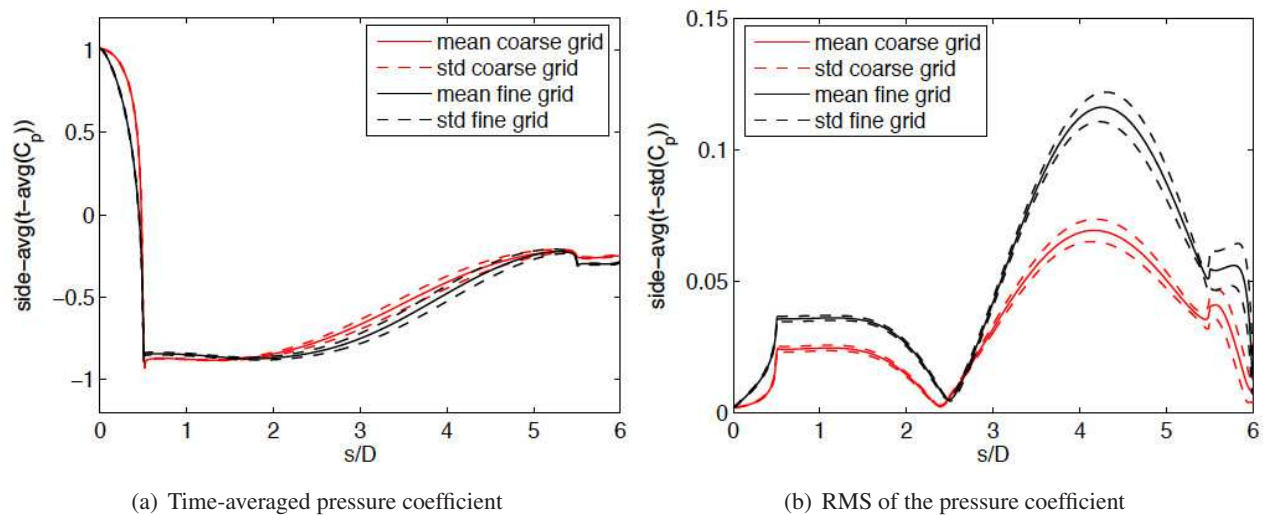 mean coarse grid
std coarse grid
mean fine grid
std fine grid
1
0.5
0
−0.5
−1
side−avg(t−avg(C_p))
0 1 2 3 4 5 6
s/D
(a) Time-averaged pressure coefficient
mean coarse grid
std coarse grid
mean fine grid
std fine grid
0.15
0.1
0.05
0
side−avg(t−std(C_p))
0 1 2 3 4 5 6
s/D
(b) RMS of the pressure coefficient